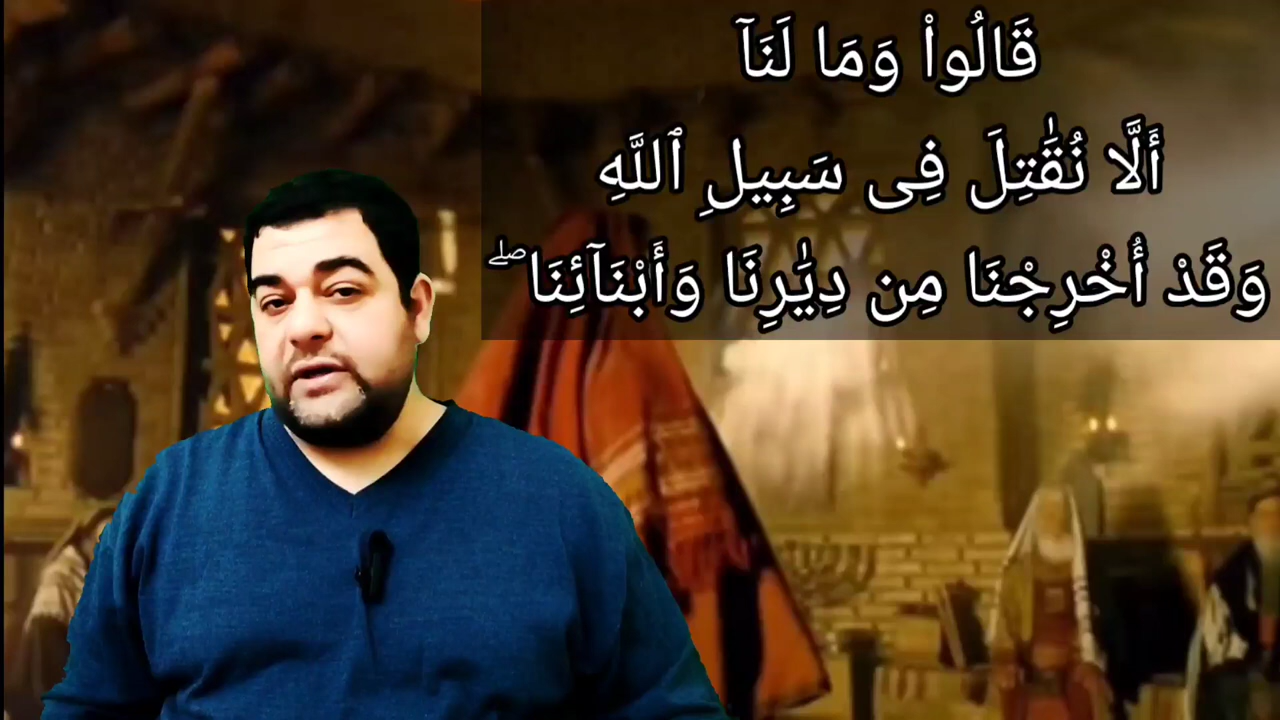 قَالُوا۟ وَمَا لَنَآ
أَلَّا نُقَٰتِلَ فِى سَبِيلِ ٱللَّهِ
وَقَدْ أُخْرِجْنَا مِن دِيَٰرِنَا وَأَبْنَآئِنَا ۖ